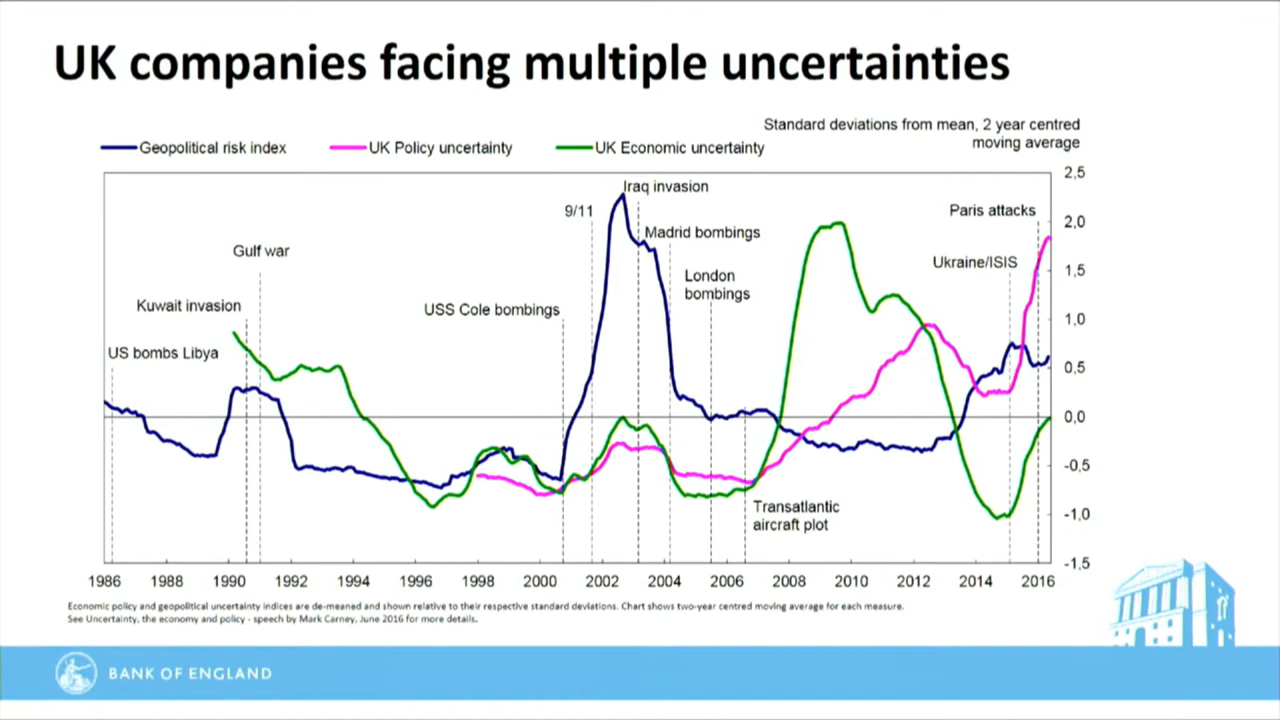 UK companies facing multiple uncertainties
Standard deviations from mean, 2 year centred
moving average
Geopolitical risk index
UK Policy uncertainty
UK Economic uncertainty
2,5
Iraq invasion
9/11
Paris attacks
2,0
Madrid bombings
Gulf war
Ukraine/ISIS
1,5
London
bombings
Kuwait invasion
USS Cole bombings
1,0
US bombs Libya
0,5
0,0
-0,5
Transatlantic
aircraft plot
-1,0
-1,5
1986 1988 1990 1992 1994 1996 1998 2000 2002 2004 2006 2008 2010 2012 2014 2016
Economic policy and geopolitical uncertainty indices are de-meaned and shown relative to their respective standard deviations. Chart shows two-year centred moving average for each measure.
See Uncertainty, the economy and policy - speech by Mark Carney, June 2016 for more details.
BANK OF ENGLAND